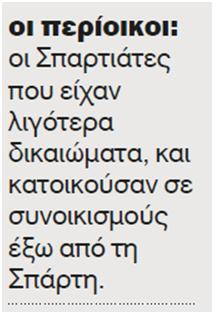 οι περίοικοι:
οι Σπαρτιάτες
που είχαν
λιγότερα
δικαιώματα, και
κατοικούσαν σε
συνοικισμούς
έξω από τη
Σπάρτη.